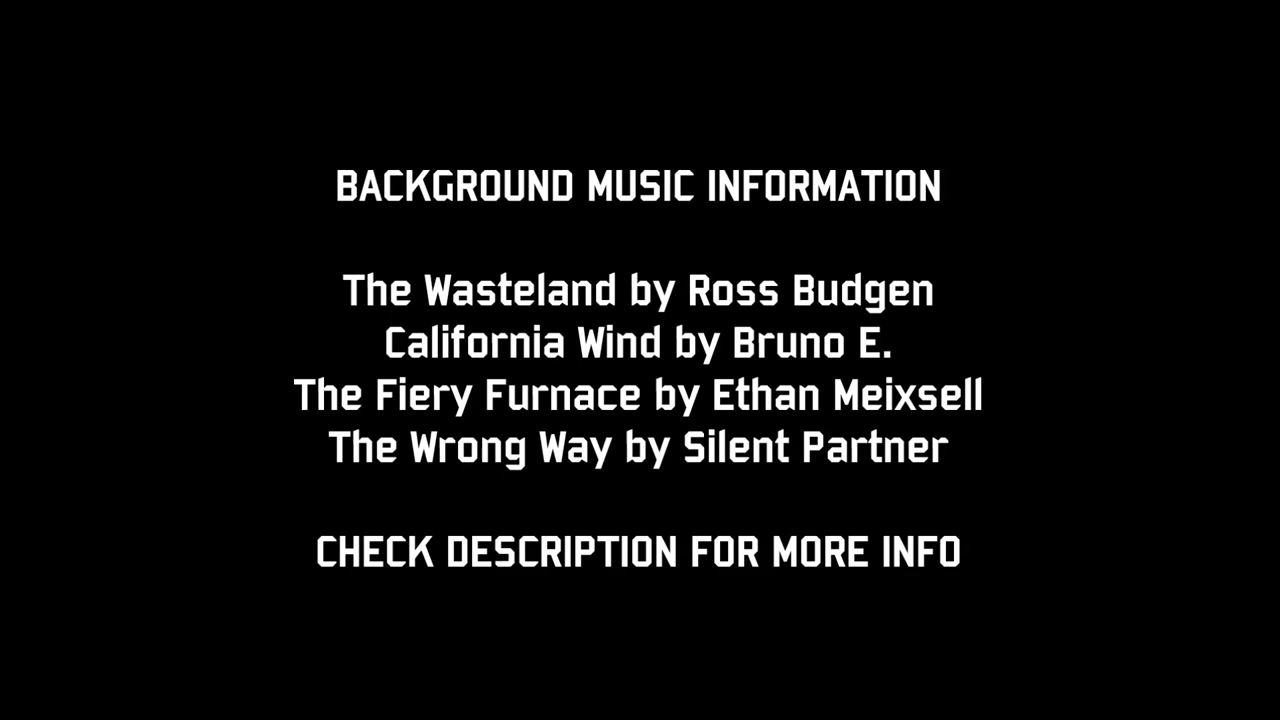 BACKGROUND MUSIC INFORMATION
The Wasteland by Ross Budgen
California Wind by Bruno E.
The Fiery Furnace by Ethan Meixsell
The Wrong Way by Silent Partner
CHECK DESCRIPTION FOR MORE INFO